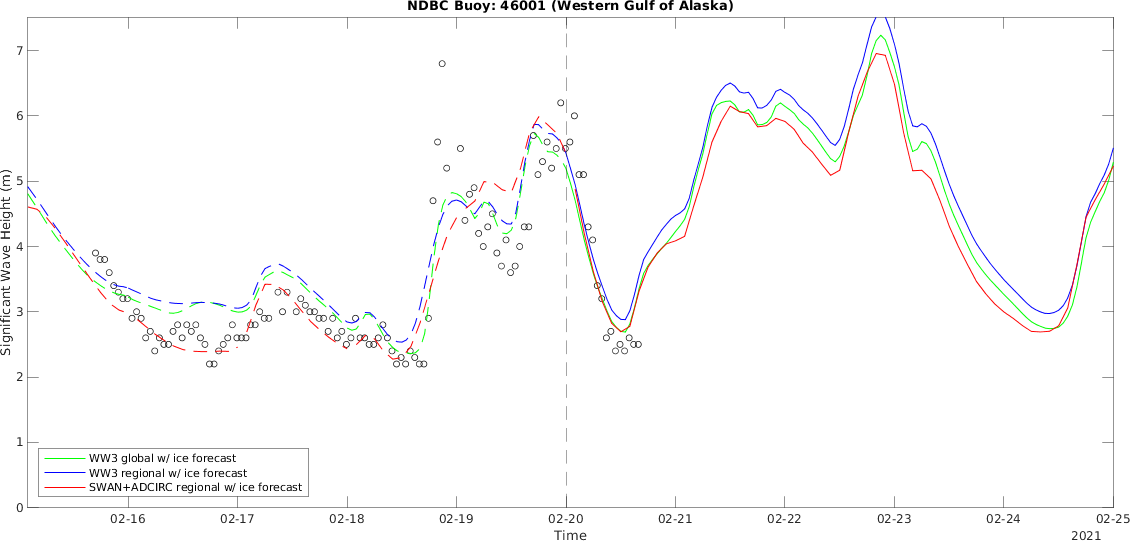 NDBC Buoy: 46001 (Western Gulf of Alaska)
7
6
5
4
3
2
1
0
Significant Wave Height (m)
WW3 global w/ ice forecast
WW3 regional w/ ice forecast
SWAN+ADCIRC regional w/ ice forecast
02-16 02-17 02-18 02-19 02-20 02-21 02-22 02-23 02-24 02-25
Time
2021